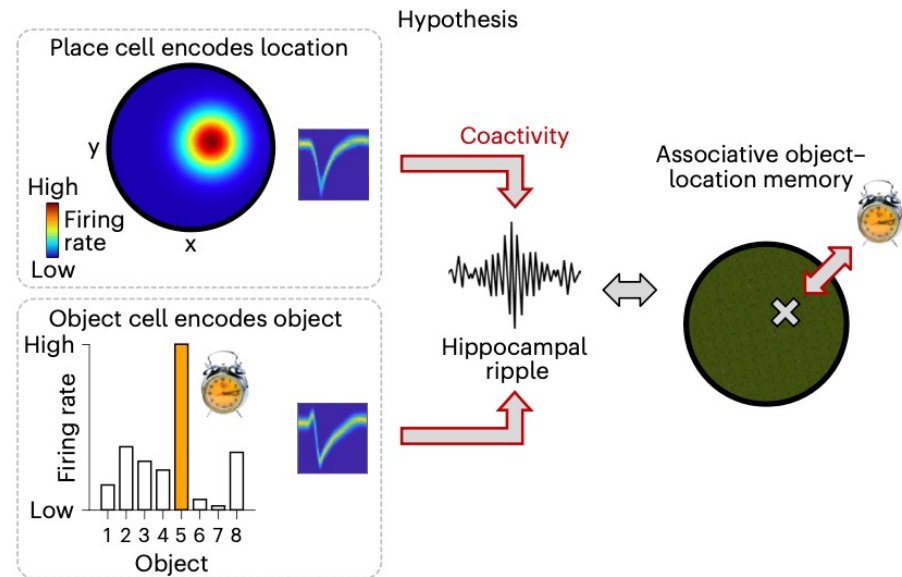 Hypothesis
Place cell encodes location
y
High
Firing
rate
Low
x
Object cell encodes object
High
Firing rate
Low
1 2 3 4 5 6 7 8
Object
Coactivity
Hippocampal
ripple
Associative object–
location memory